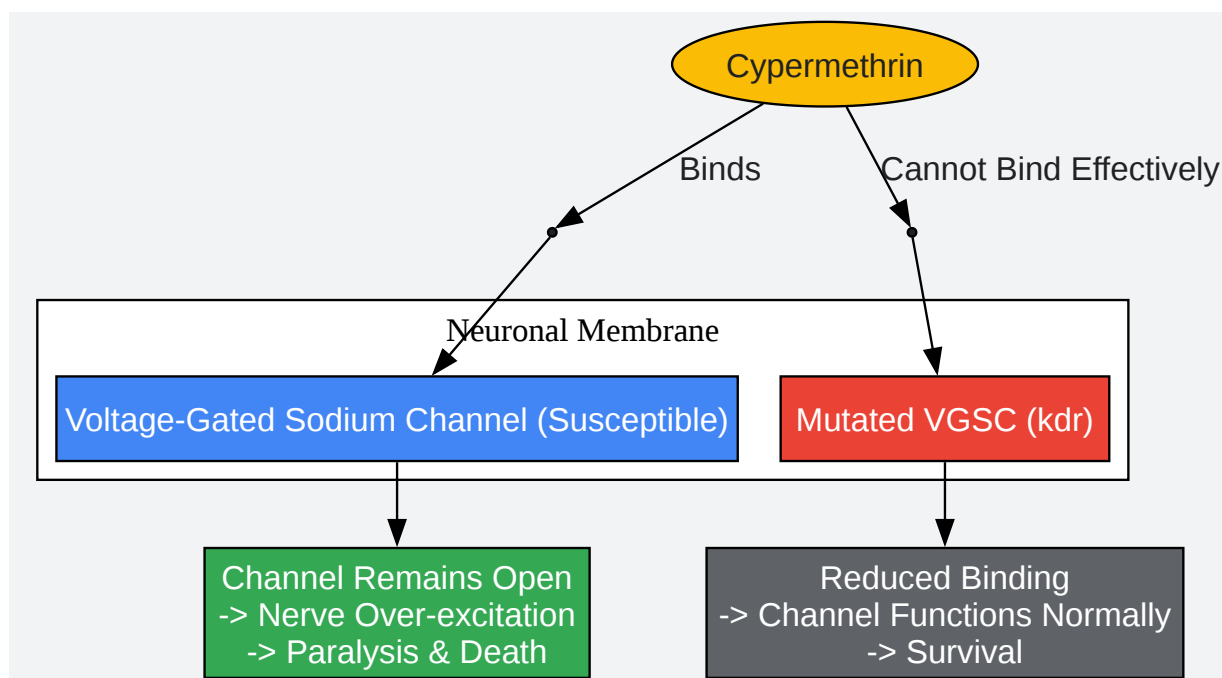 Cypermethrin
Binds
Cannot Bind Effectively
Neuronal Membrane
Voltage-Gated Sodium Channel (Susceptible)
Mutated VGSC (kdr)
Channel Remains Open
-> Nerve Over-excitation
-> Paralysis & Death
Reduced Binding
-> Channel Functions Normally
-> Survival